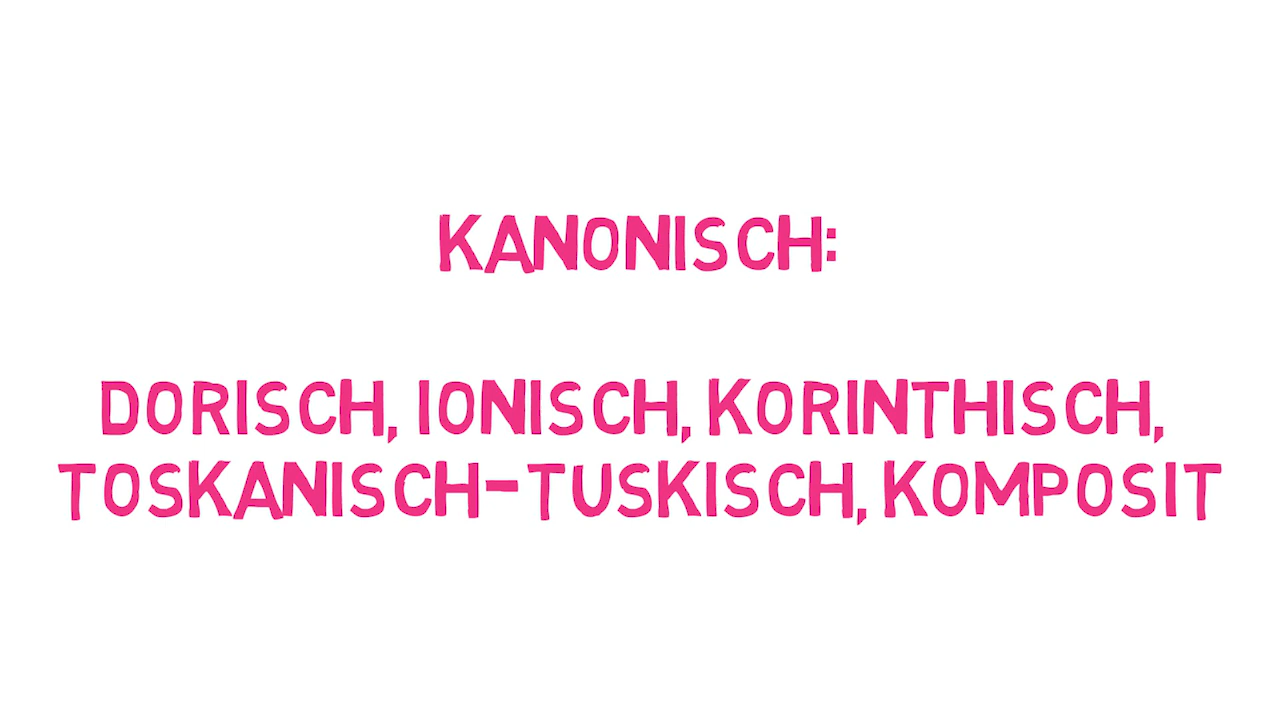 KANONISCH:
DORISCH, IONISCH, KORINTHISCH,
TOSKANISCH-TUSKISCH, KOMPOSIT